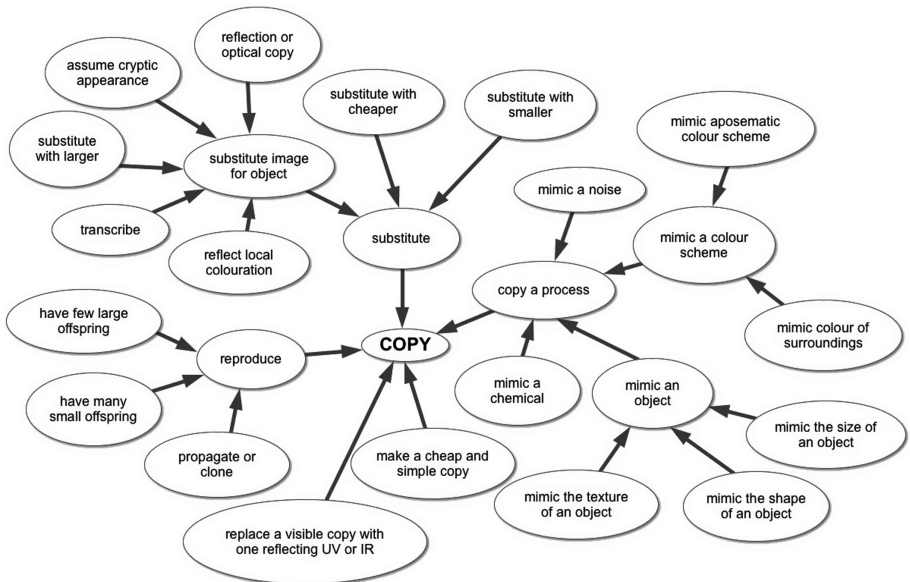 reflection or
optical copy
assume cryptic
appearance
substitute with
cheaper
substitute with
smaller
mimic aposematic
colour scheme
substitute
with larger
substitute image
for object
mimic a noise
transcribe
reflect local
colouration
substitute
mimic a colour
scheme
copy a process
have few large
offspring
COPY
mimic colour of
surroundings
reproduce
mimic a
chemical
mimic an
object
have many
small offspring
mimic the size of
an object
propagate or
clone
make a cheap and
simple copy
mimic the texture
of an object
mimic the shape
of an object
replace a visible copy with
one reflecting UV or IR